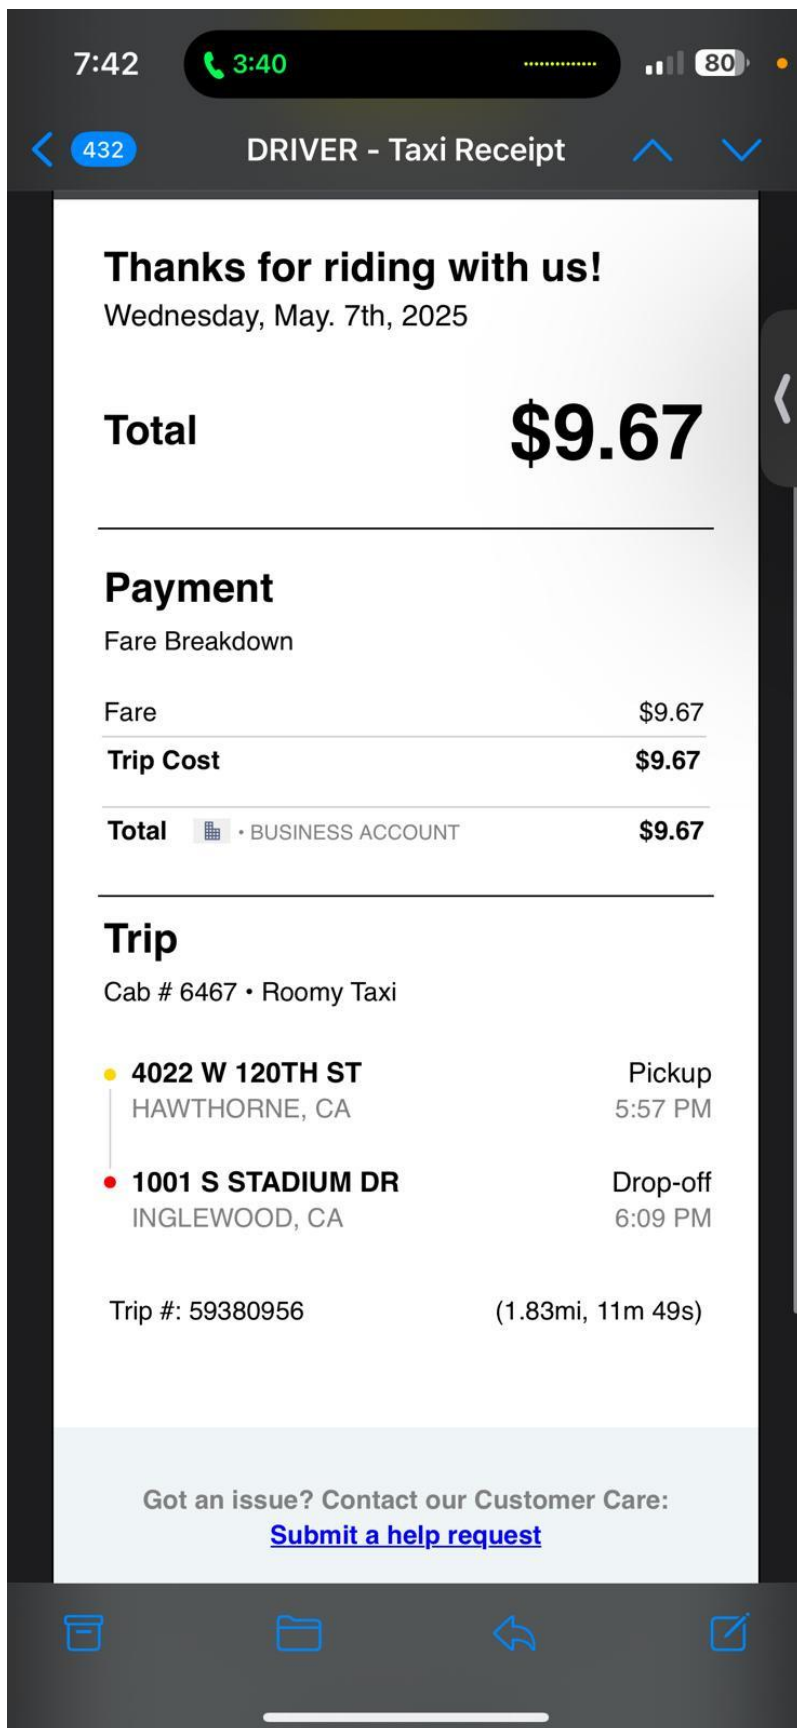 7:42 3:40 80
432 DRIVER - Taxi Receipt
Thanks for riding with us!
Wednesday, May. 7th, 2025
Total $9.67
Payment
Fare Breakdown
Fare $9.67
Trip Cost $9.67
Total • BUSINESS ACCOUNT $9.67
Trip
Cab # 6467 • Roomy Taxi
4022 W 120TH ST Pickup
HAWTHORNE, CA 5:57 PM
1001 S STADIUM DR Drop-off
INGLEWOOD, CA 6:09 PM
Trip #: 59380956 (1.83mi, 11m 49s)
Got an issue? Contact our Customer Care:
Submit a help request